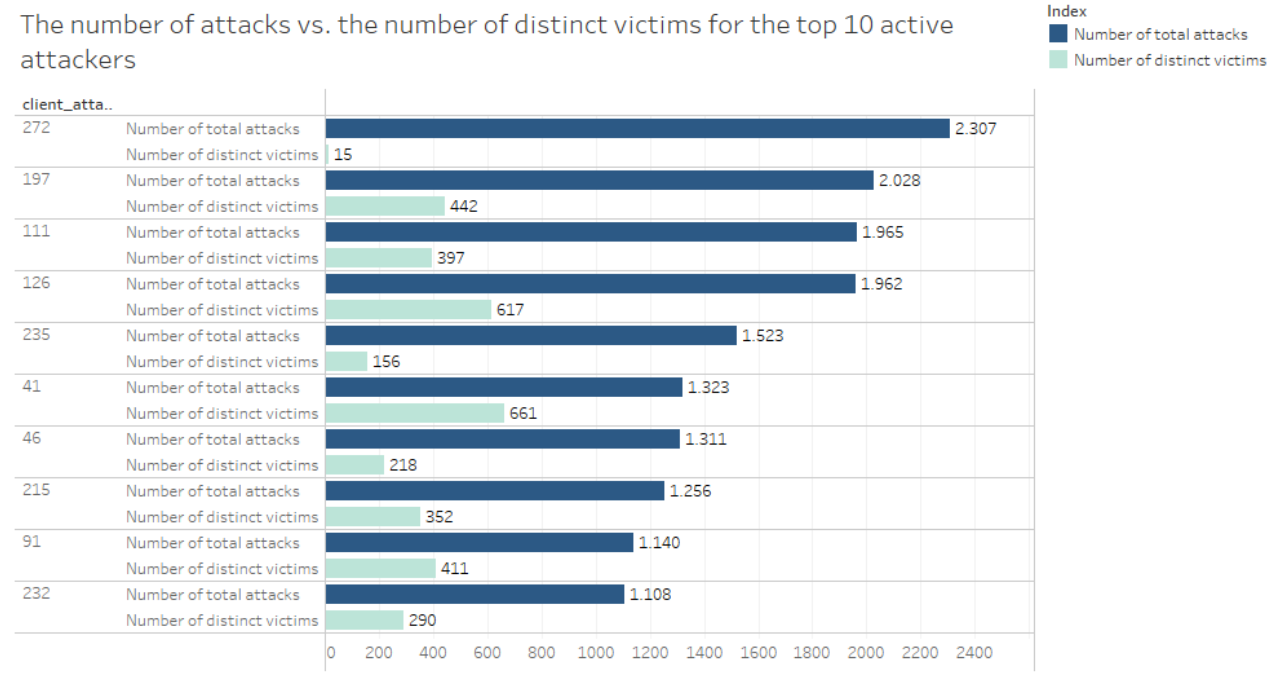 The number of attacks vs. the number of distinct victims for the top 10 active
attackers
Index
Number of total attacks
Number of distinct victims
client_atta..
272 Number of total attacks 2.307
Number of distinct victims 15
197 Number of total attacks 2.028
Number of distinct victims 442
111 Number of total attacks 1.965
Number of distinct victims 397
126 Number of total attacks 1.962
Number of distinct victims 617
235 Number of total attacks 1.523
Number of distinct victims 156
41 Number of total attacks 1.323
Number of distinct victims 661
46 Number of total attacks 1.311
Number of distinct victims 218
215 Number of total attacks 1.256
Number of distinct victims 352
91 Number of total attacks 1.140
Number of distinct victims 411
232 Number of total attacks 1.108
Number of distinct victims 290
0 200 400 600 800 1000 1200 1400 1600 1800 2000 2200 2400